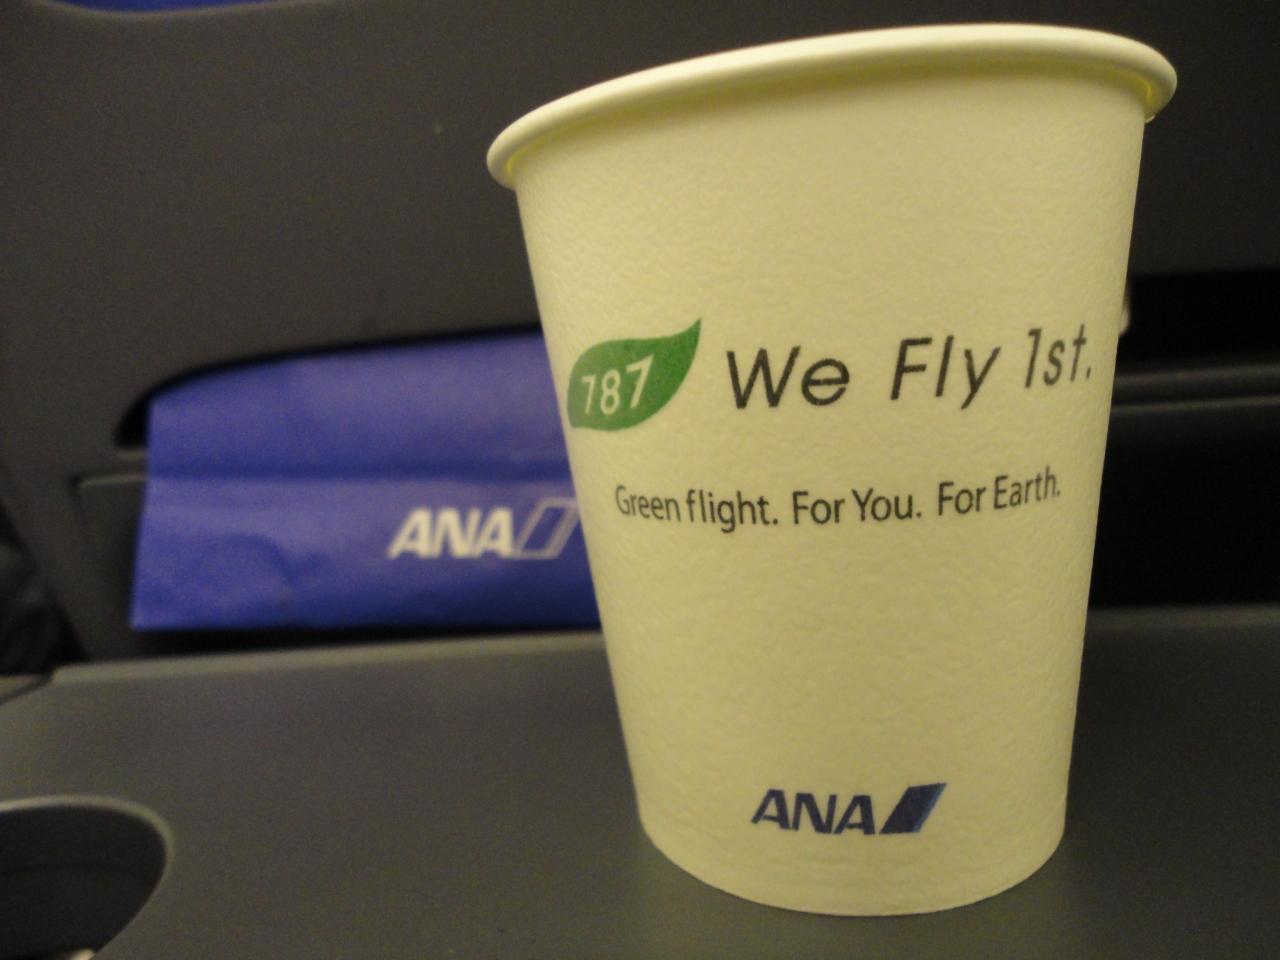 787 We Fly 1st.
Green flight. For You. For Earth.
ANA
ANA